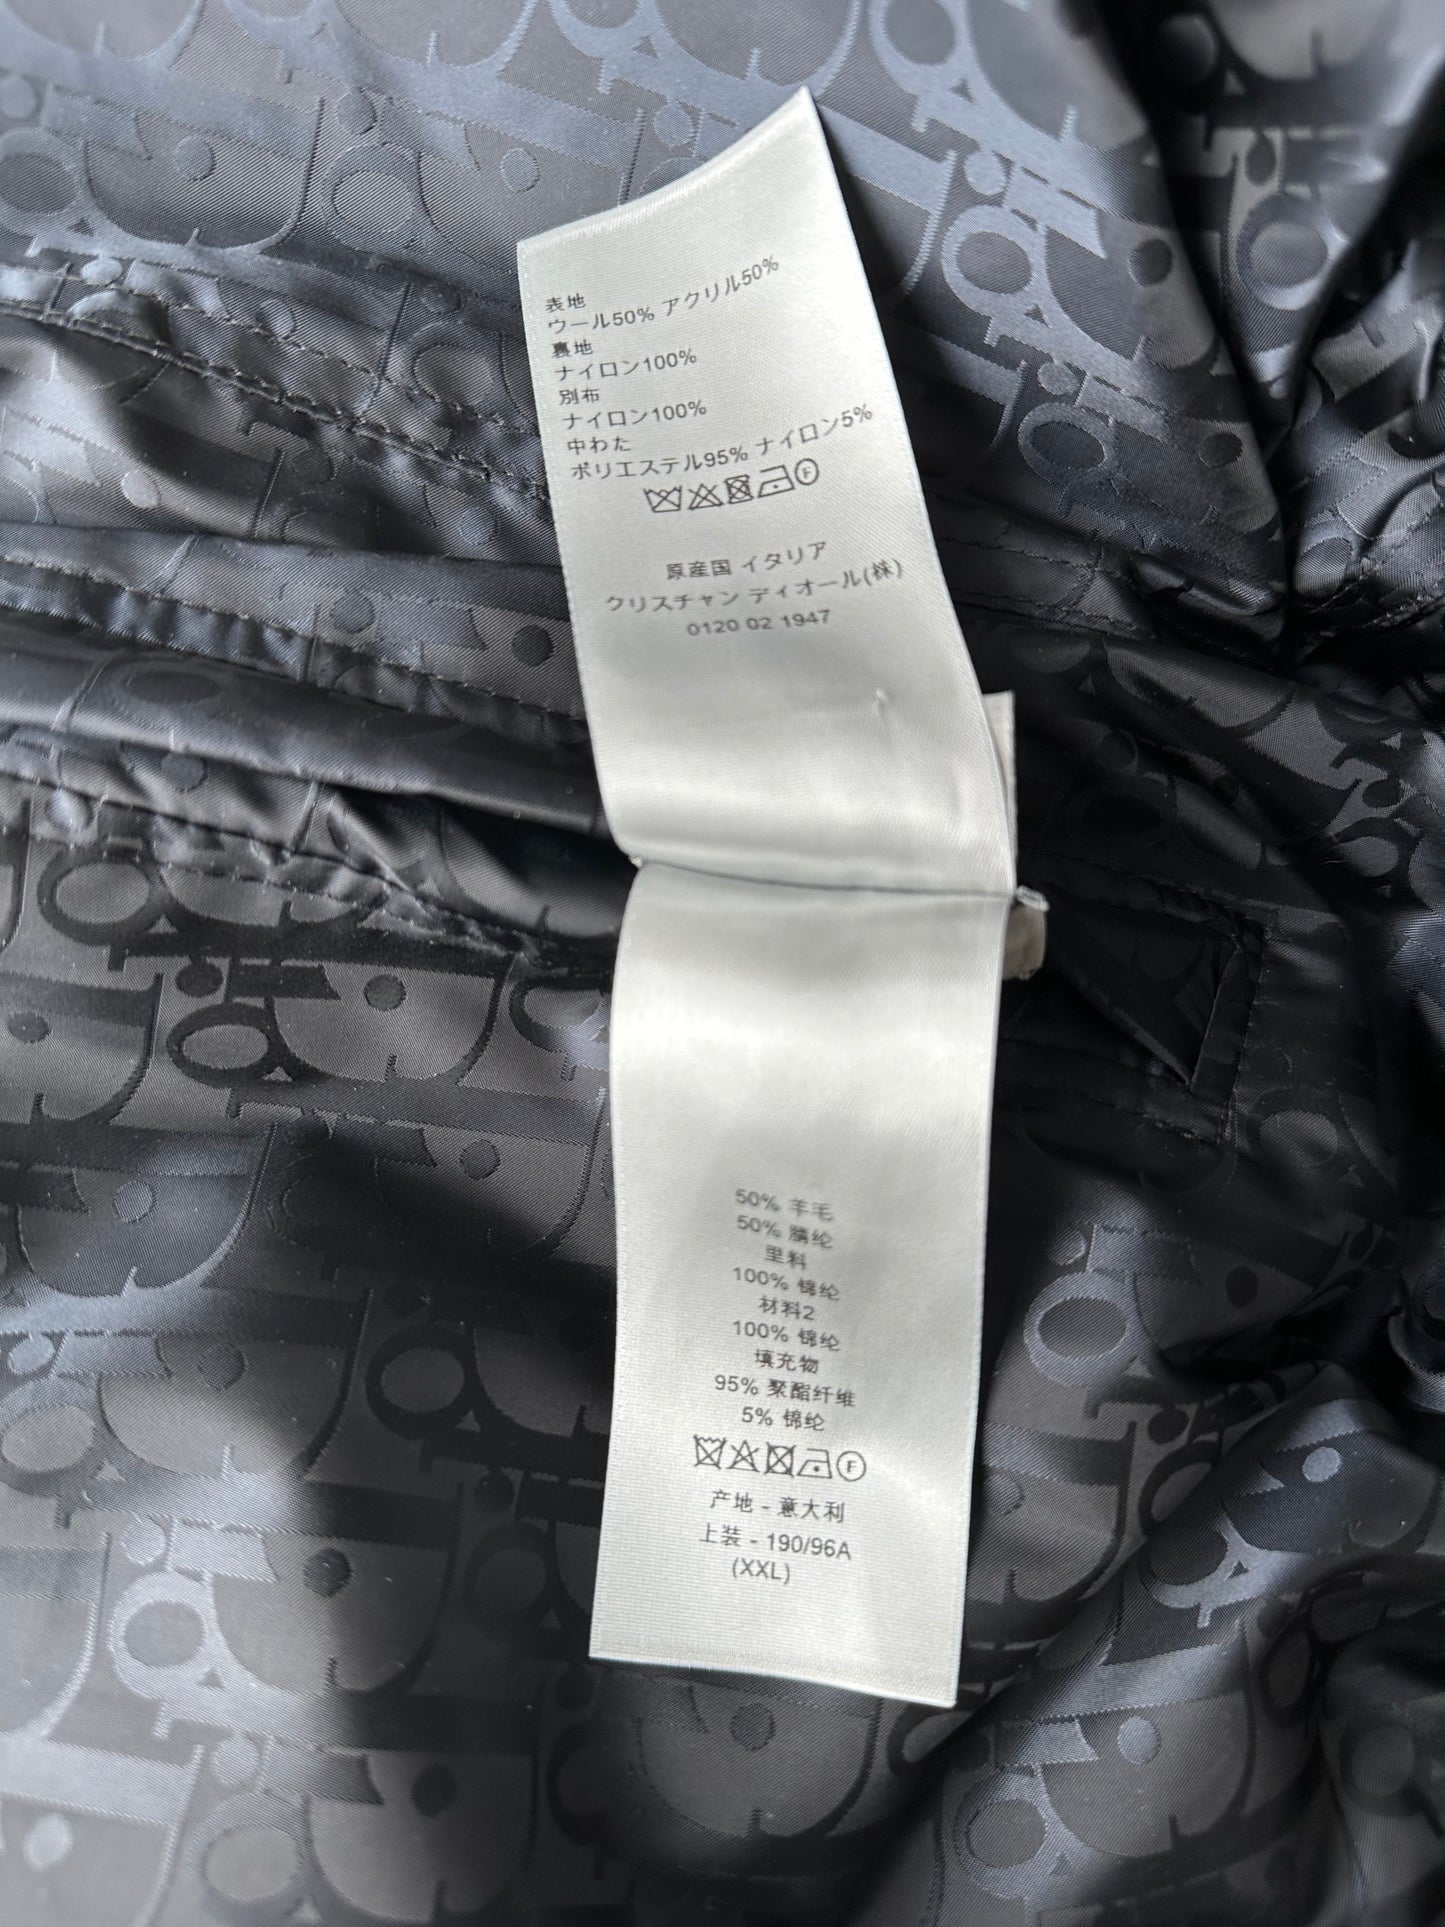 表地
ウール50% アクリル50%
裏地
ナイロン100%
別布
ナイロン100%
中わた
ポリエステル95% ナイロン5%
F
原産国 イタリア
クリスチャン ディオール(株)
0120 02 1947
50% 羊毛
50% 腈纶
里料
100% 锦纶
材料2
100% 锦纶
填充物
95% 聚酯纤维
5% 锦纶
F
产地 - 意大利
上装 - 190/96A
(XXL)